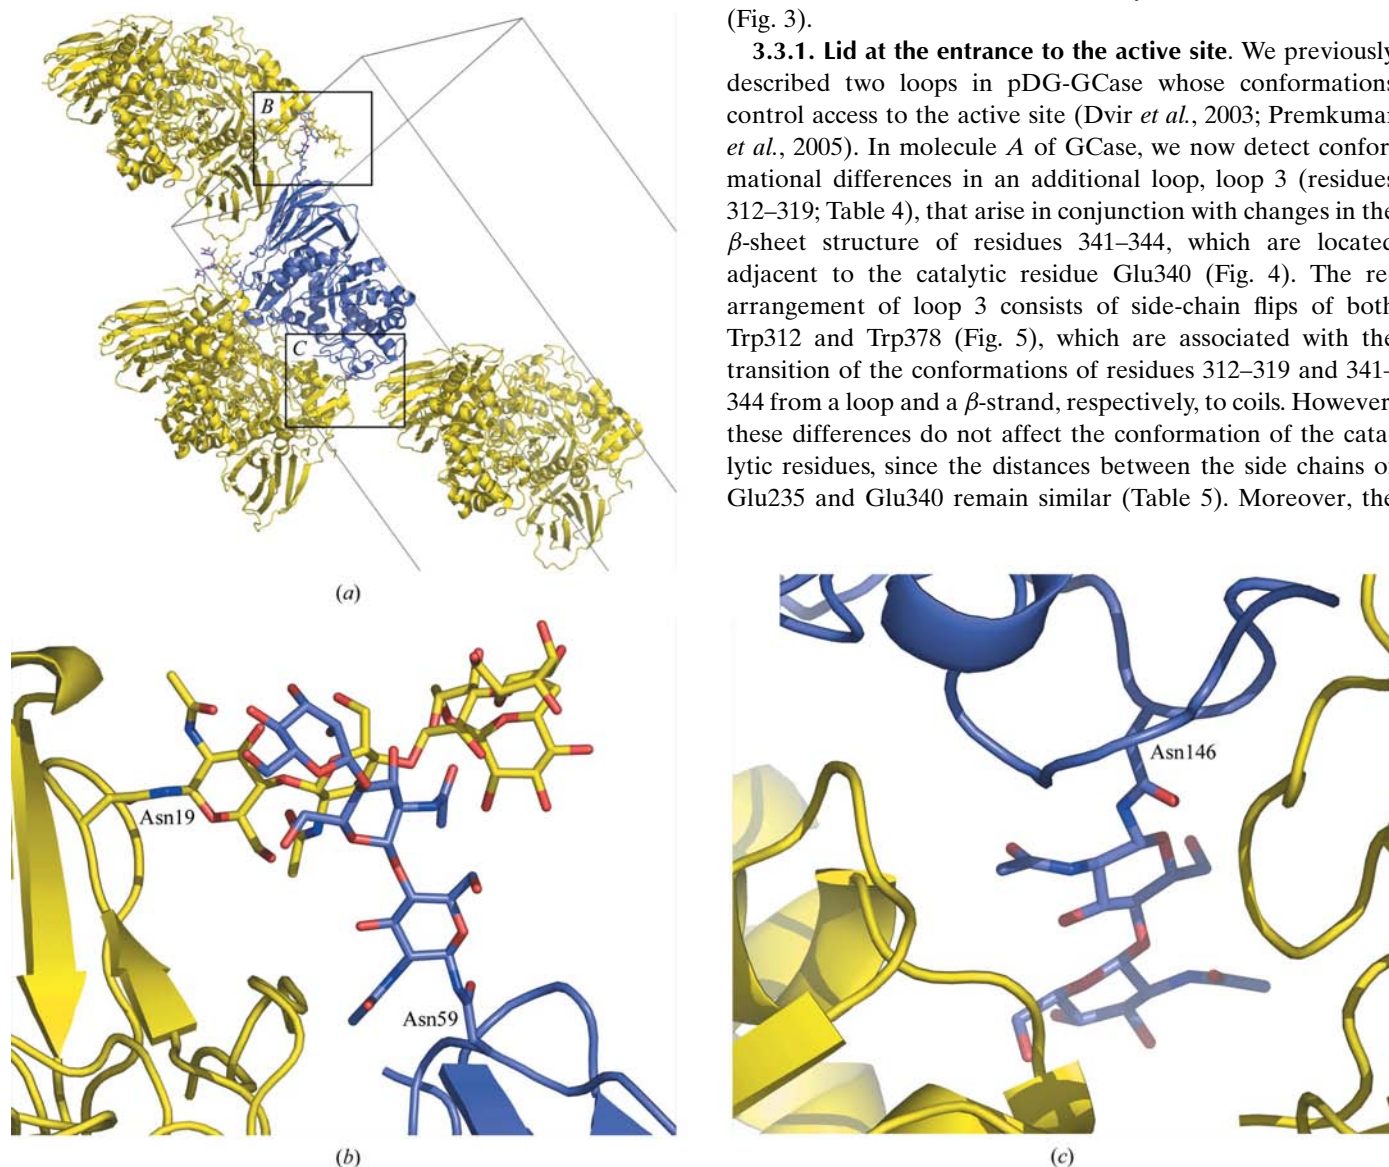 (Fig. 3).
3.3.1. Lid at the entrance to the active site. We previously
described two loops in pDG-GCase whose conformations
control access to the active site (Dvir et al., 2003; Premkumar
et al., 2005). In molecule A of GCase, we now detect confor
mational differences in an additional loop, loop 3 (residues
312–319; Table 4), that arise in conjunction with changes in the
β-sheet structure of residues 341–344, which are located
adjacent to the catalytic residue Glu340 (Fig. 4). The re
arrangement of loop 3 consists of side-chain flips of both
Trp312 and Trp378 (Fig. 5), which are associated with the
transition of the conformations of residues 312–319 and 341–
344 from a loop and a β-strand, respectively, to coils. However
these differences do not affect the conformation of the cata
lytic residues, since the distances between the side chains of
Glu235 and Glu340 remain similar (Table 5). Moreover, the
B
C
(a)
Asn19
Asn59
(b)
Asn146
(c)